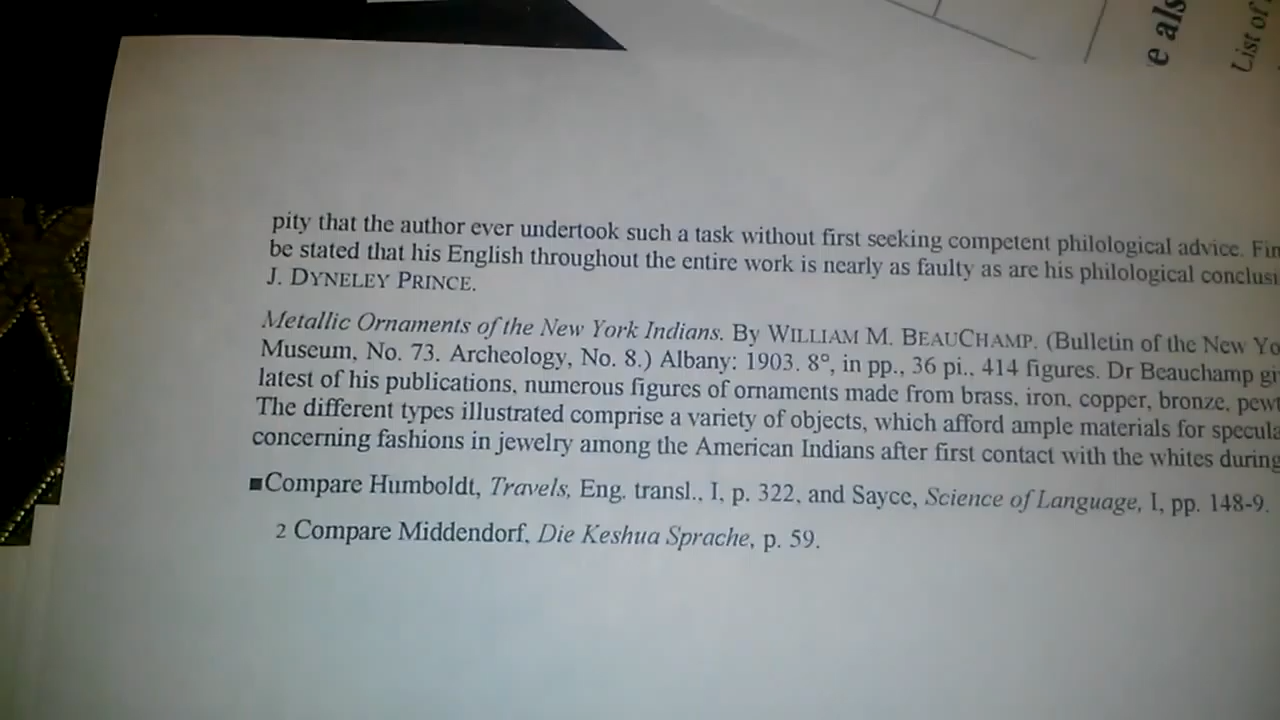 e als
List of
pity that the author ever undertook such a task without first seeking competent philological advice. Fin
be stated that his English throughout the entire work is nearly as faulty as are his philological conclusi
J. DYNELEY PRINCE.
Metallic Ornaments of the New York Indians. By WILLIAM M. BEAUCHAMP. (Bulletin of the New Yo
Museum, No. 73. Archeology, No. 8.) Albany: 1903. 8°, in pp., 36 pi., 414 figures. Dr Beauchamp gi
latest of his publications, numerous figures of ornaments made from brass, iron, copper, bronze, pewt
The different types illustrated comprise a variety of objects, which afford ample materials for specula
concerning fashions in jewelry among the American Indians after first contact with the whites during
■Compare Humboldt, Travels, Eng. transl., I, p. 322, and Sayce, Science of Language, I, pp. 148-9.
2 Compare Middendorf, Die Keshua Sprache, p. 59.